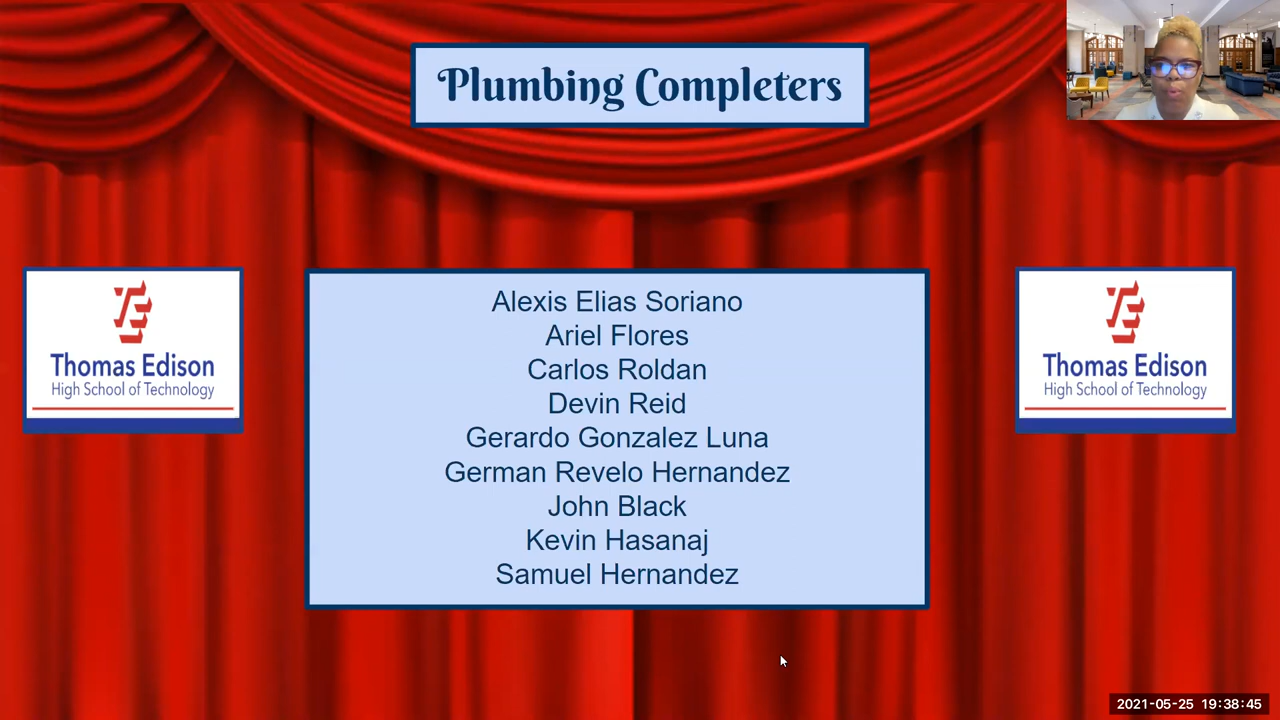 Plumbing Completers
Thomas Edison
High School of Technology
Alexis Elias Soriano
Ariel Flores
Carlos Roldan
Devin Reid
Gerardo Gonzalez Luna
German Revelo Hernandez
John Black
Kevin Hasanaj
Samuel Hernandez
Thomas Edison
High School of Technology
2021-05-25 19:38:45